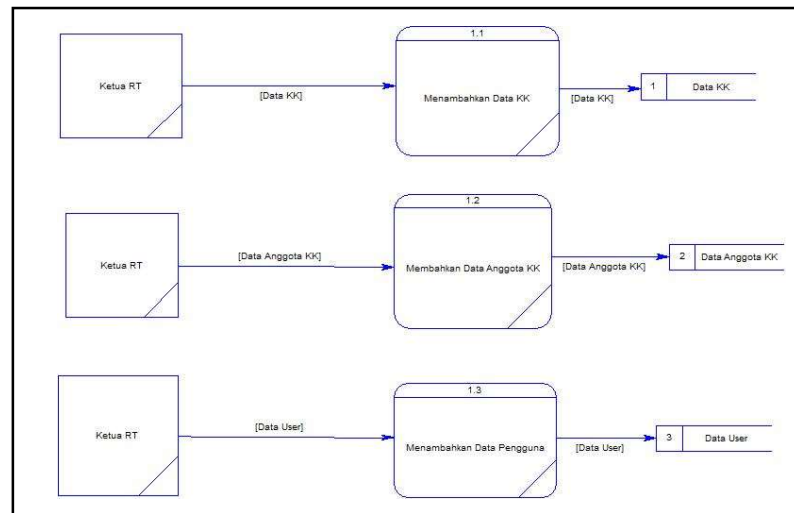 1.1
Ketua RT
[Data KK]
Menambahkan Data KK
[Data KK]
1 Data KK
1.2
Ketua RT
[Data Anggota KK]
Membahkan Data Anggota KK
[Data Anggota KK]
2 Data Anggota KK
1.3
Ketua RT
[Data User]
Menambahkan Data Pengguna
[Data User]
3 Data User